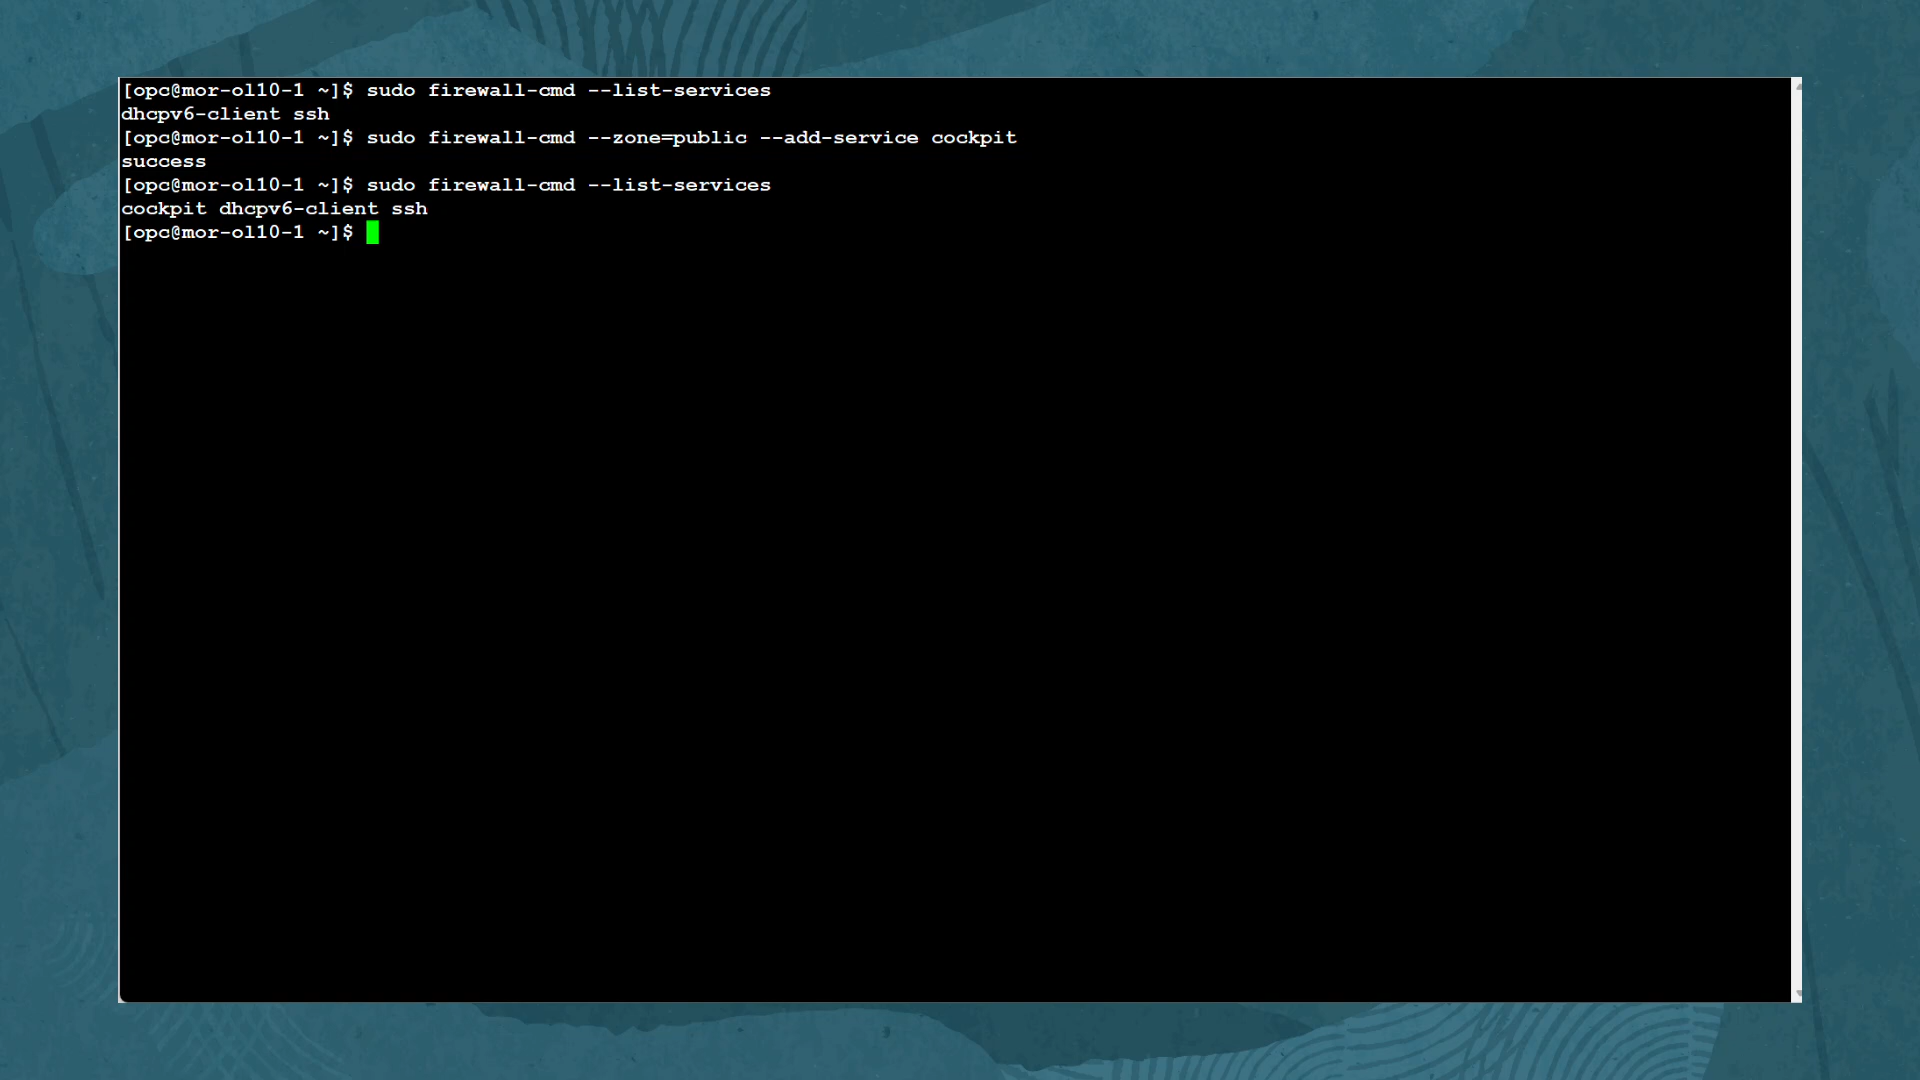 [opc@mor-ol10-1 ~]$ sudo firewall-cmd --list-services
dhcpv6-client ssh
[opc@mor-ol10-1 ~]$ sudo firewall-cmd --zone=public --add-service cockpit
success
[opc@mor-ol10-1 ~]$ sudo firewall-cmd --list-services
cockpit dhcpv6-client ssh
[opc@mor-ol10-1 ~]$